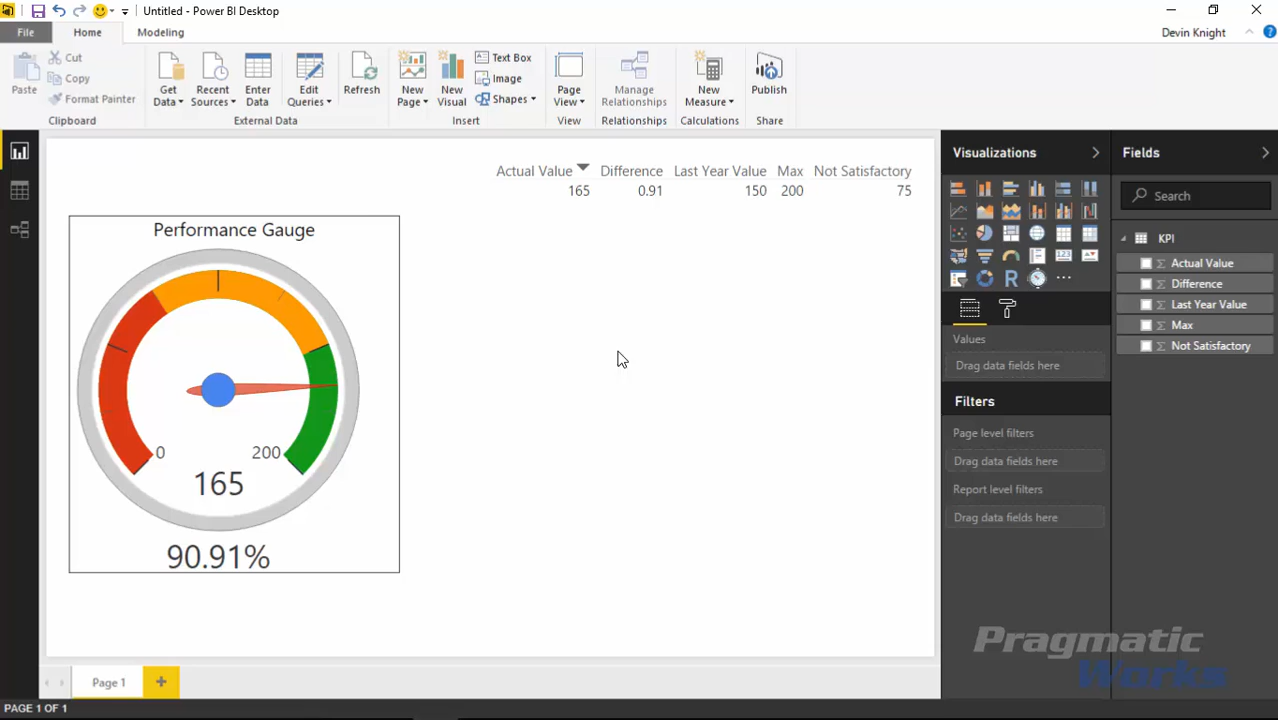 Untitled - Power BI Desktop
File
Home
Modeling
Devin Knight
Paste
Cut
Copy
Format Painter
Clipboard
Get Data
Recent Sources
Enter Data
Edit Queries
Refresh
External Data
New Page
New Visual
Text Box
Image
Shapes
Insert
Page View
View
Manage Relationships
Relationships
New Measure
Calculations
Publish
Share
Actual Value Difference Last Year Value Max Not Satisfactory
165 0.91 150 200 75
Performance Gauge
0 200
165
90.91%
Visualizations
R
Values
Drag data fields here
Filters
Page level filters
Drag data fields here
Report level filters
Drag data fields here
Fields
Search
KPI
Σ Actual Value
Σ Difference
Σ Last Year Value
Σ Max
Σ Not Satisfactory
Pragmatic
Works
Page 1
PAGE 1 OF 1